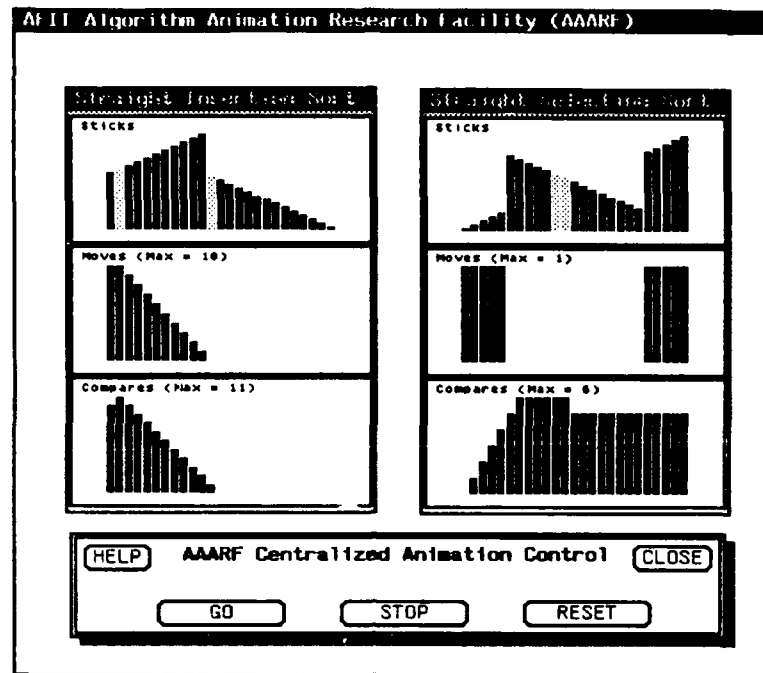 AFIT Algorithm Animation Research Facility (AAARF)
Straight Insertion Sort
Sticks
Moves (Max = 10)
Compares (Max = 11)
Straight Selection Sort
Sticks
Moves (Max = 1)
Compares (Max = 6)
HELP AAARF Centralized Animation Control CLOSE
GO STOP RESET